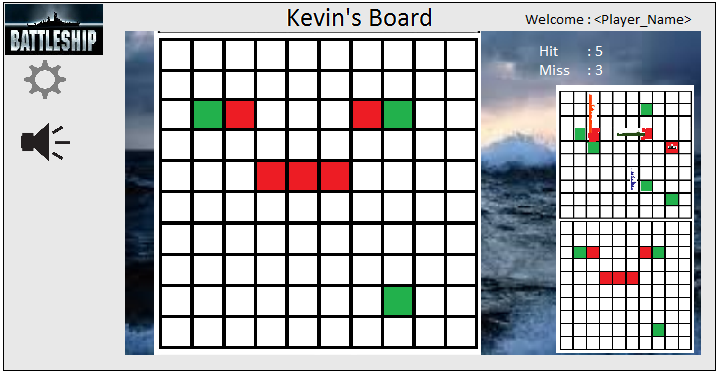 Kevin's Board
Welcome : <Player_Name>
BATTLESHIP
Hit : 5
Miss : 3